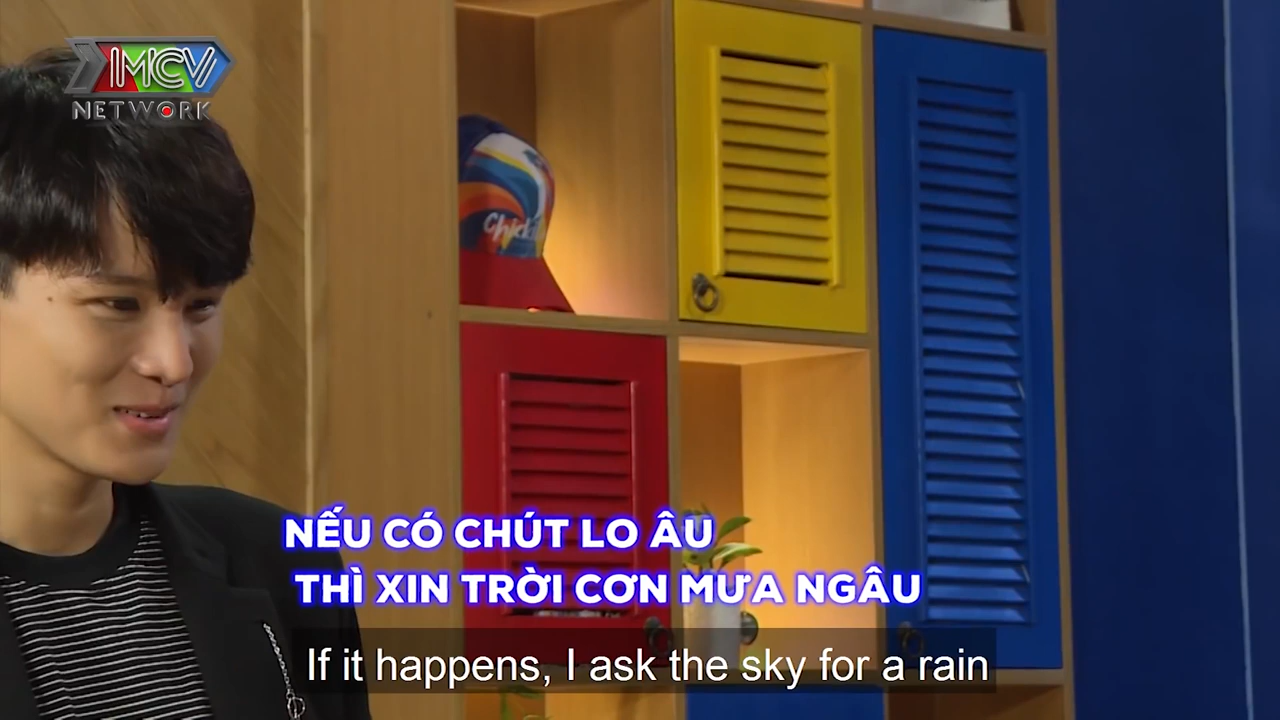 MCV
NETWORK
Chicki
NẾU CÓ CHÚT LO ÂU
THÌ XIN TRỜI CƠN MƯA NGÂU
If it happens, I ask the sky for a rain